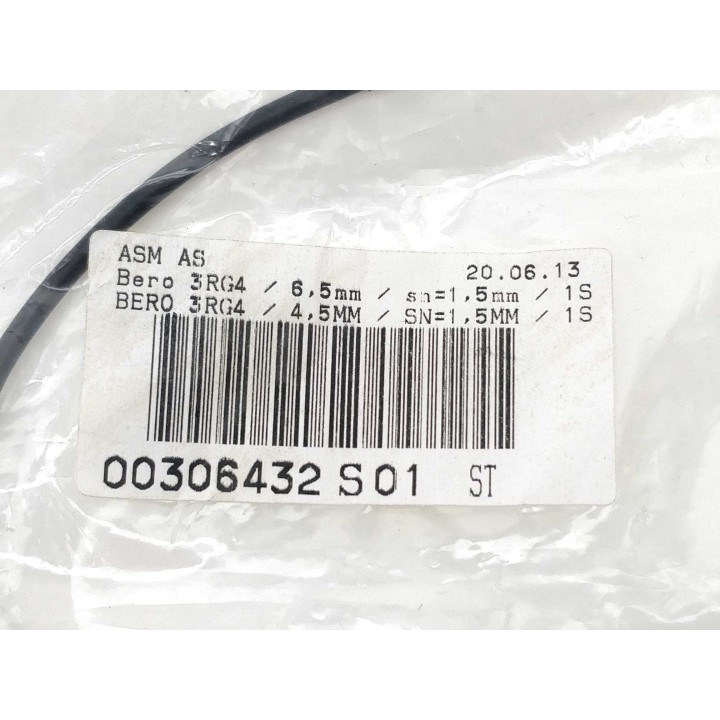 ASM AS 20.06.13
Bero 3RG4 / 6,5mm / sn=1,5mm / 1S
BERO 3RG4 / 4,5MM / SN=1,5MM / 1S
00306432 S 01 ST